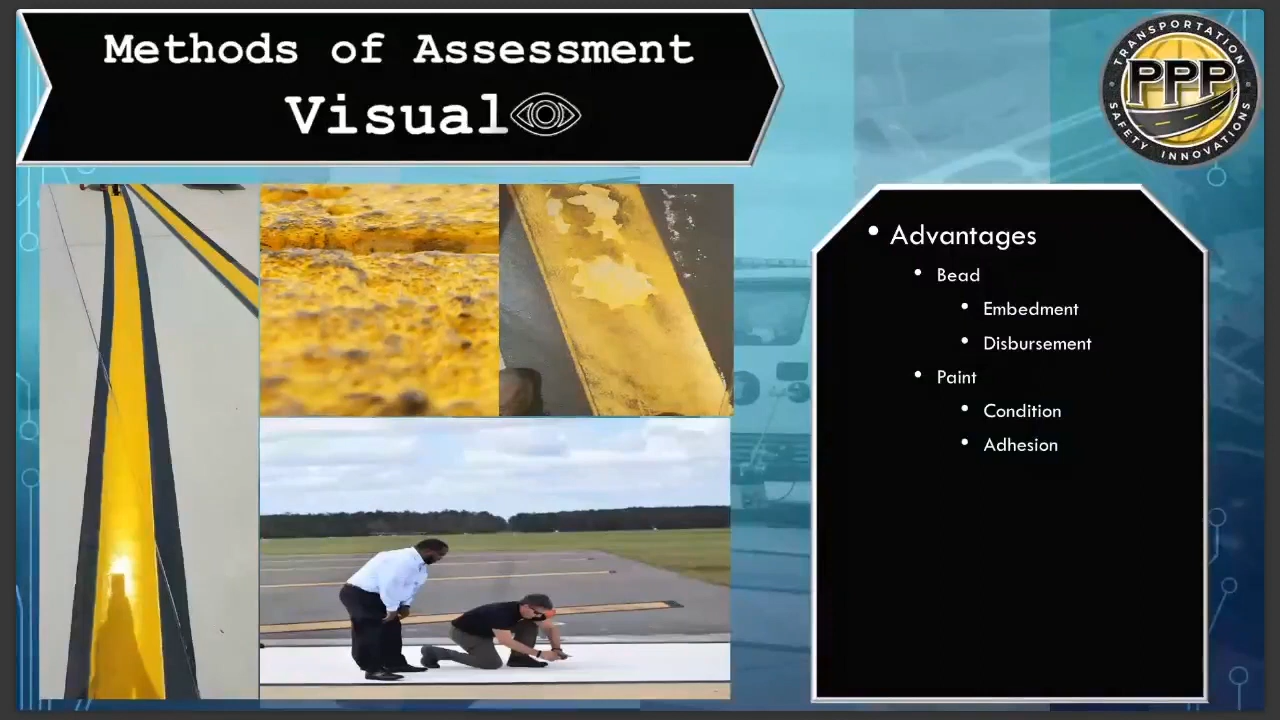 Methods of Assessment
Visual
TRANSPORTATION
PPP
SAFETY INNOVATIONS
• Advantages
• Bead
• Embedment
• Disbursement
• Paint
• Condition
• Adhesion